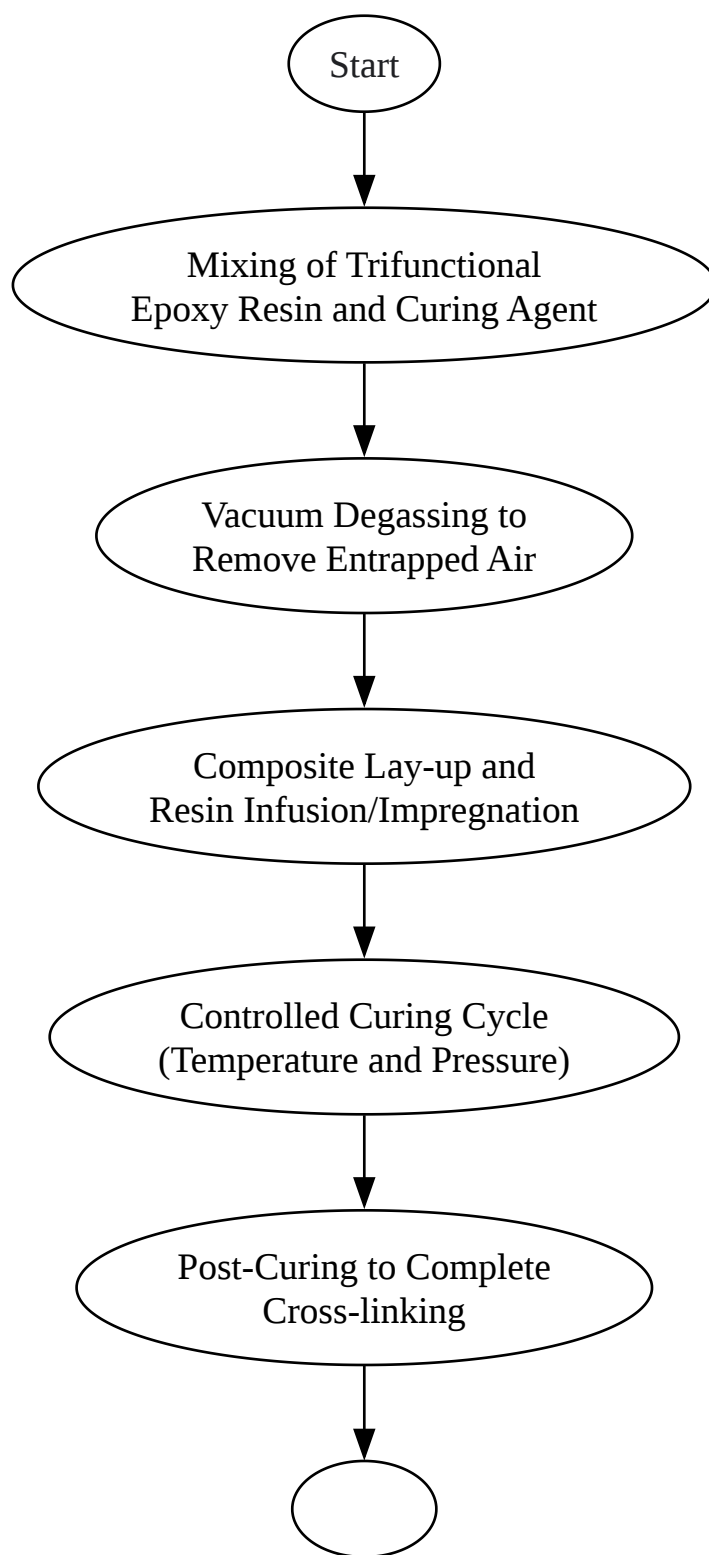 Start
Mixing of Trifunctional
Epoxy Resin and Curing Agent
Vacuum Degassing to
Remove Entrapped Air
Composite Lay-up and
Resin Infusion/Impregnation
Controlled Curing Cycle
(Temperature and Pressure)
Post-Curing to Complete
Cross-linking